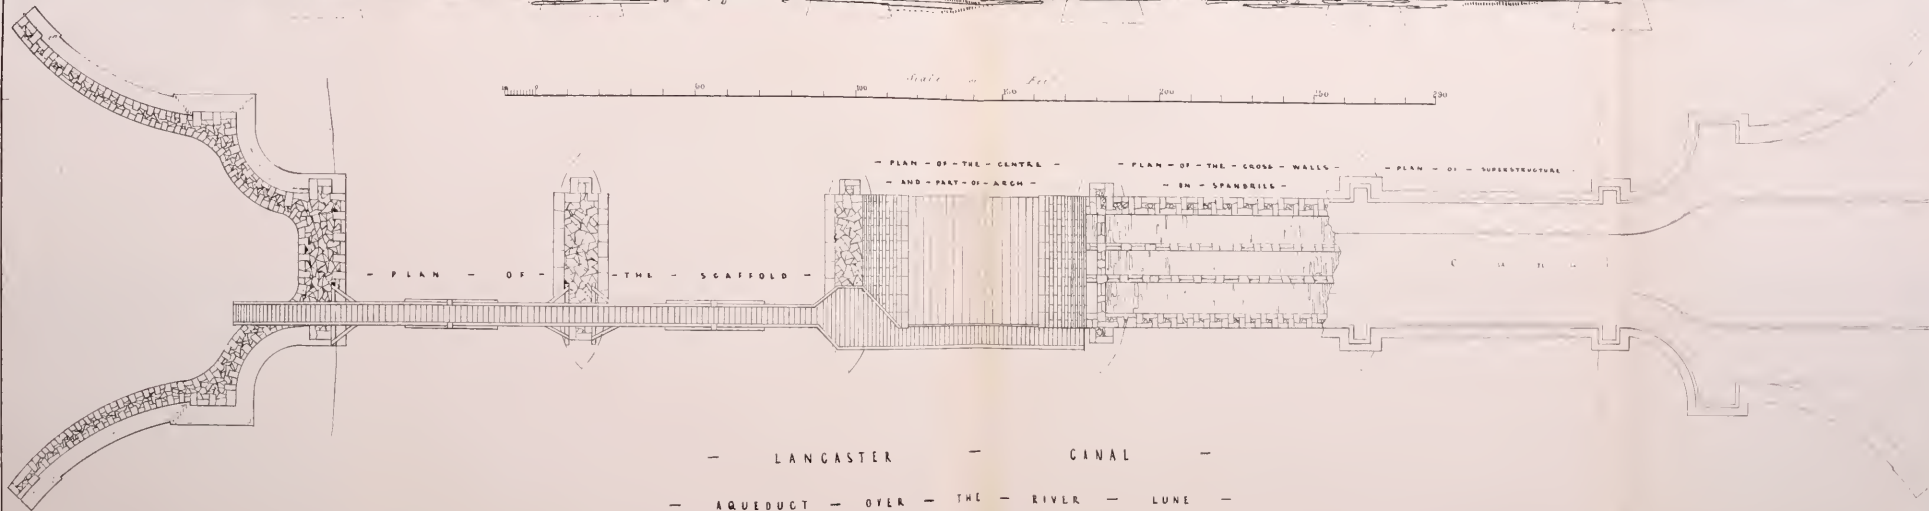 Scale of Feet
10 0 50 100 150 200 250 290
— PLAN — OF — THE — CENTRE —
— AND — PART — OF — ARCH —
— PLAN — OF — THE — CROSS — WALLS —
— ON — SPANDRILS —
— PLAN — OF — SUPERSTRUCTURE —
— PLAN — OF — THE — SCAFFOLD —
— LANCASTER — CANAL —
— AQUEDUCT — OVER — THE — RIVER — LUNE —